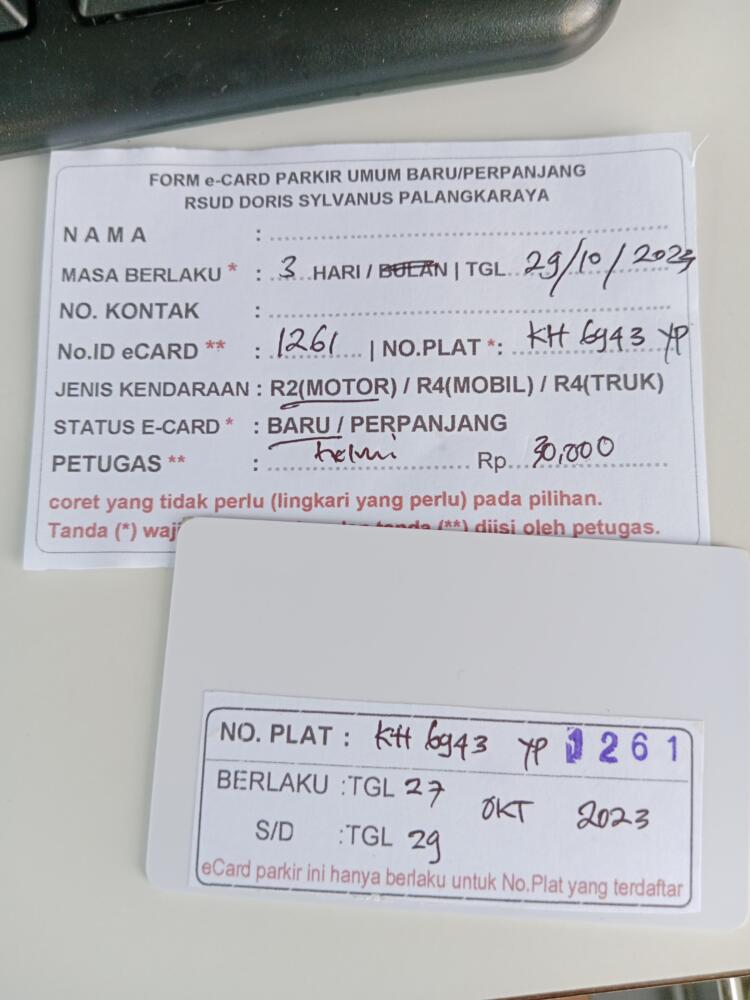 FORM e-CARD PARKIR UMUM BARU/PERPANJANG
RSUD DORIS SYLVANUS PALANGKARAYA
NAMA :
MASA BERLAKU * : 3 HARI / BULAN | TGL 29/10/2023
NO. KONTAK :
No.ID eCARD ** : 1261 | NO.PLAT *: KH 6943 YP
JENIS KENDARAAN : R2(MOTOR) / R4(MOBIL) / R4(TRUK)
STATUS E-CARD * : BARU / PERPANJANG
PETUGAS ** : helmi Rp. 30,000
coret yang tidak perlu (lingkari yang perlu) pada pilihan.
Tanda (*) tanda (**) diisi oleh petugas.
NO. PLAT : KH 6943 YP 1261
BERLAKU :TGL 27 OKT 2023
S/D :TGL 29
eCard parkir ini hanya berlaku untuk No.Plat yang terdaftar